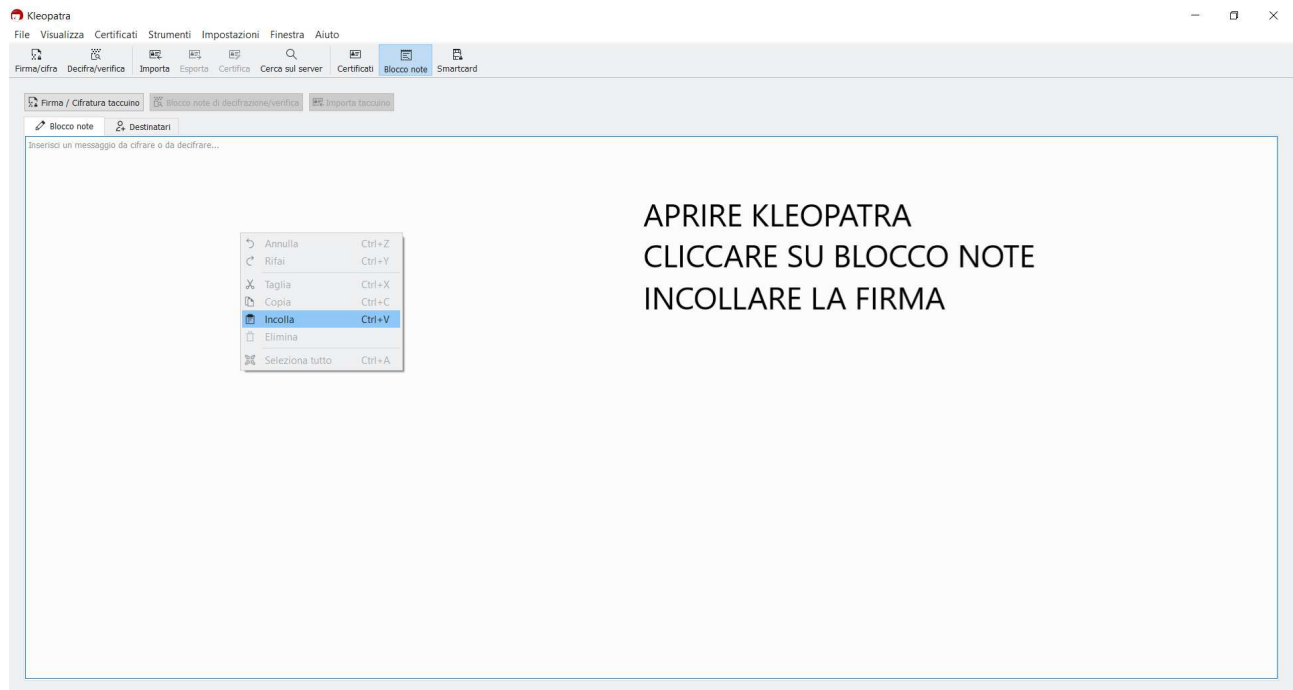 Kleopatra
File Visualizza Certificati Strumenti Impostazioni Finestra Aiuto
Firma/cifra Decifra/verifica Importa Esporta Certifica Cerca sul server Certificati Blocco note Smartcard
Firma / Cifratura taccuino Blocco note di decifrazione/verifica Importa taccuino
Blocco note Destinatari
Inserisci un messaggio da cifrare o da decifrare...
APRIRE KLEOPATRA
CLICCARE SU BLOCCO NOTE
INCOLLARE LA FIRMA
Annulla Ctrl+Z
Rifai Ctrl+Y
Taglia Ctrl+X
Copia Ctrl+C
Incolla Ctrl+V
Elimina
Seleziona tutto Ctrl+A